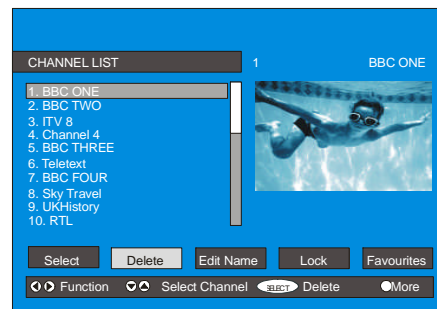 CHANNEL LIST
1 BBC ONE
1. BBC ONE
2. BBC TWO
3. ITV 8
4. Channel 4
5. BBC THREE
6. Teletext
7. BBC FOUR
8. Sky Travel
9. UKHistory
10. RTL
Select Delete Edit Name Lock Favourites
Function Select Channel SELECT Delete More